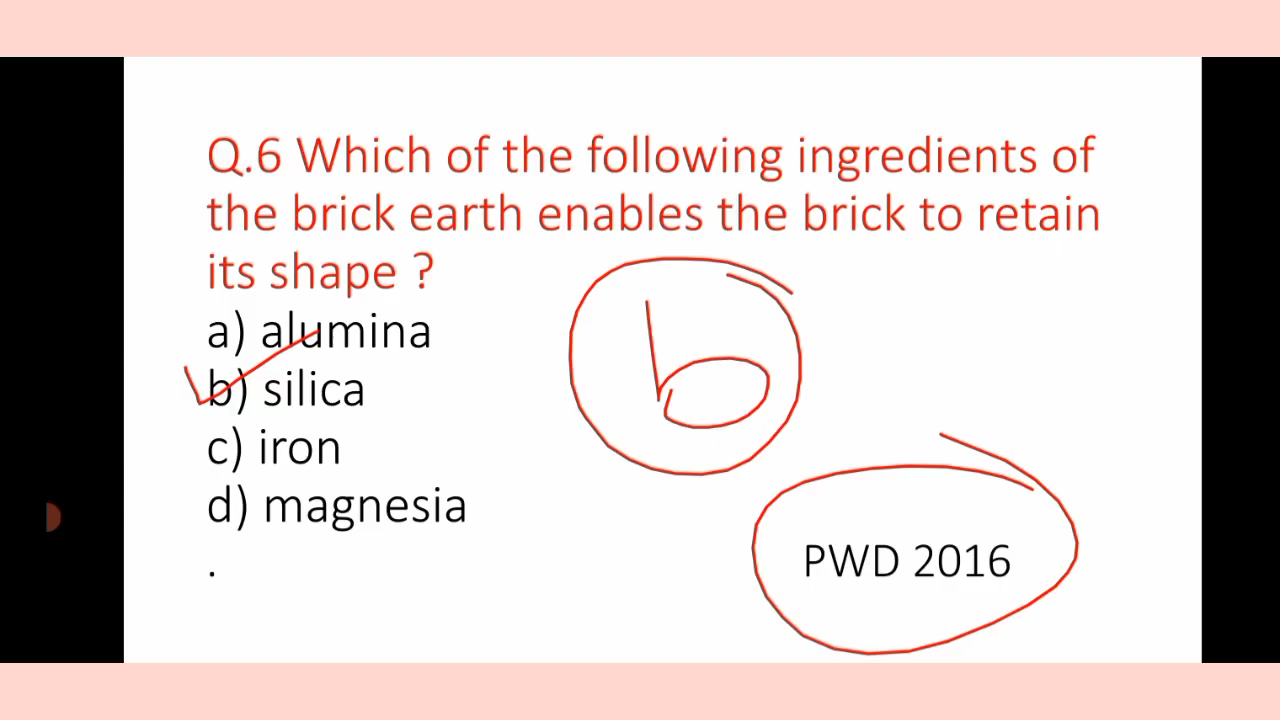 Q.6 Which of the following ingredients of
the brick earth enables the brick to retain
its shape ?
a) alumina
b) silica
c) iron
d) magnesia
.
b
PWD 2016